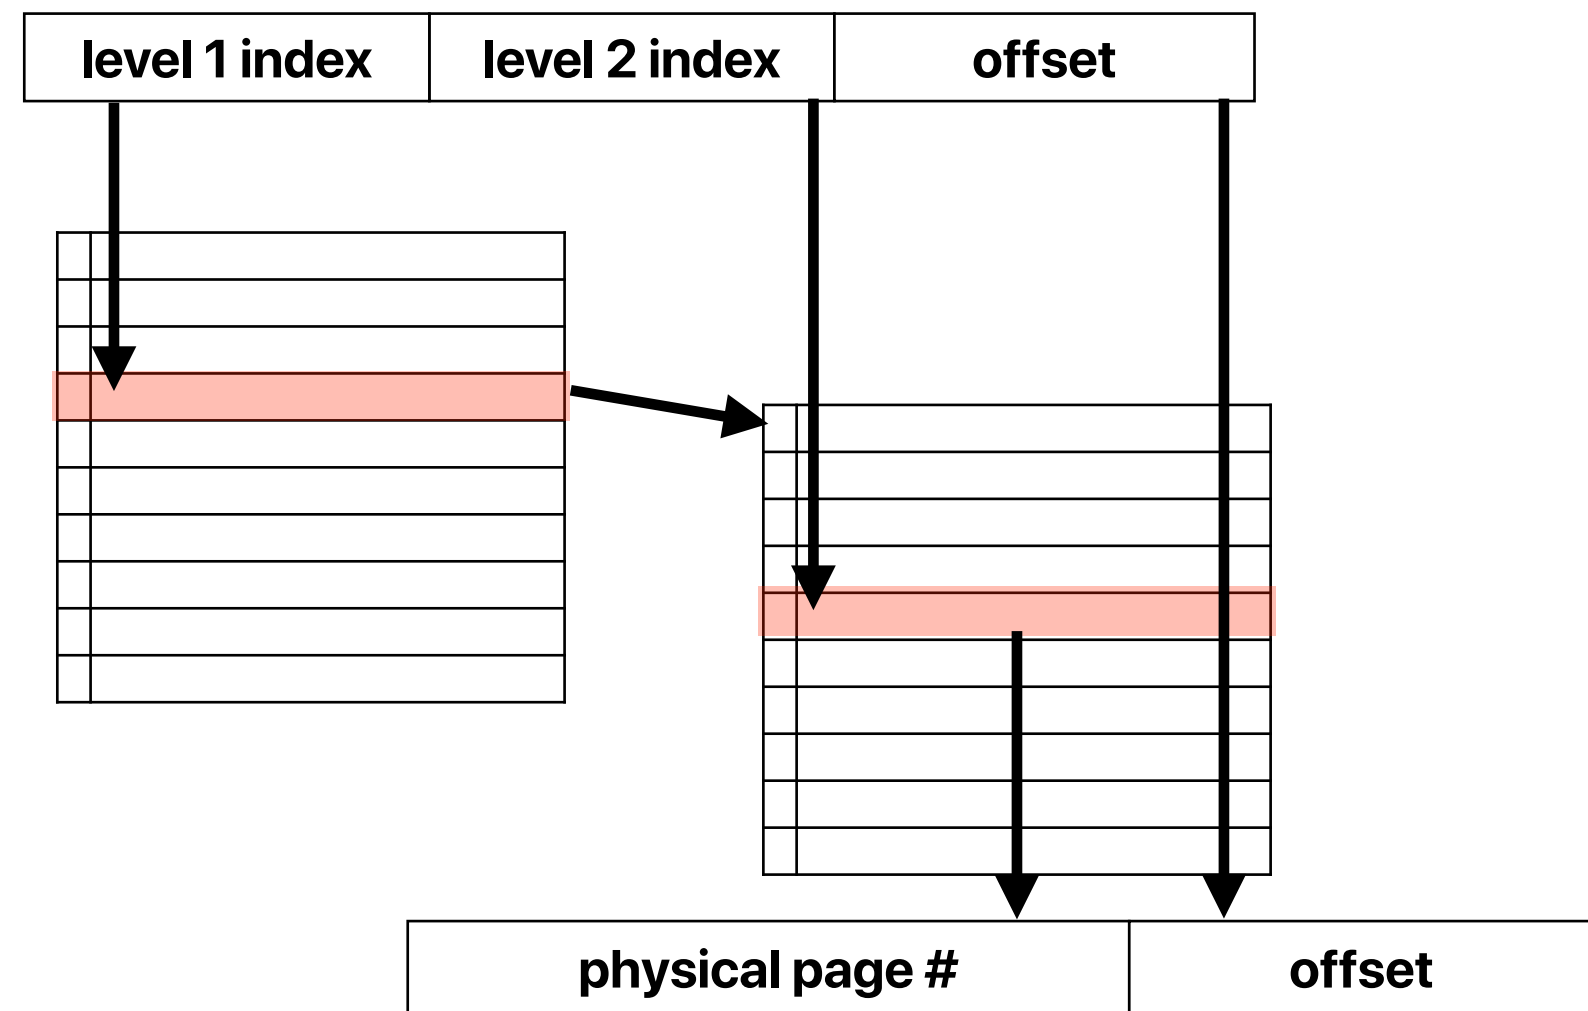 level 1 index level 2 index offset
physical page # offset